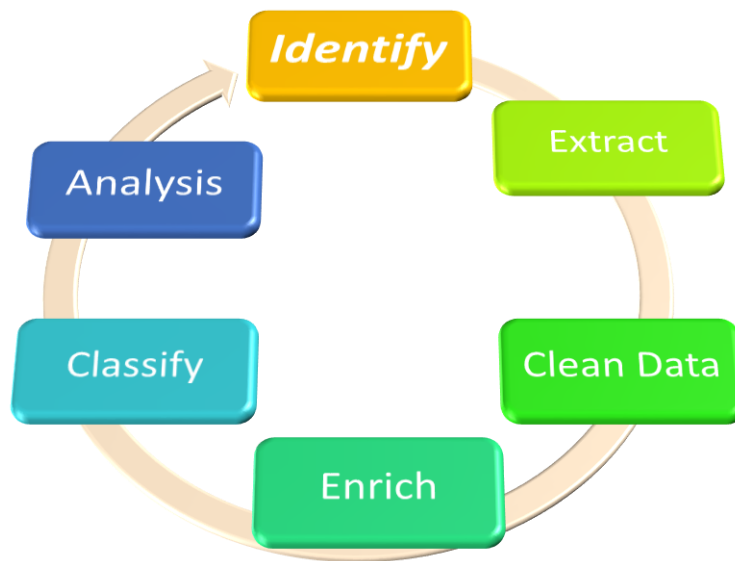 Identify
Extract
Clean Data
Enrich
Classify
Analysis